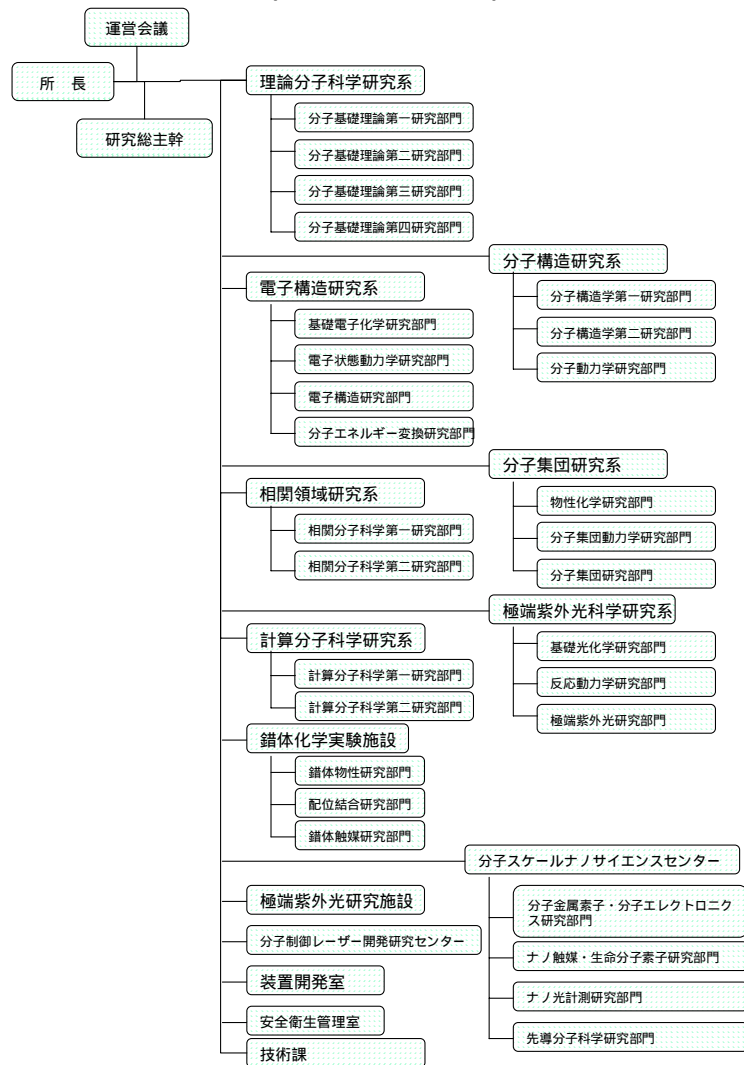 運営会議
所 長
研究総主幹
理論分子科学研究系
分子基礎理論第一研究部門
分子基礎理論第二研究部門
分子基礎理論第三研究部門
分子基礎理論第四研究部門
分子構造研究系
分子構造学第一研究部門
分子構造学第二研究部門
分子動力学研究部門
電子構造研究系
基礎電子化学研究部門
電子状態動力学研究部門
電子構造研究部門
分子エネルギー変換研究部門
分子集団研究系
物性化学研究部門
分子集団動力学研究部門
分子集団研究部門
相関領域研究系
相関分子科学第一研究部門
相関分子科学第二研究部門
極端紫外光科学研究系
基礎光化学研究部門
反応動力学研究部門
極端紫外光研究部門
計算分子科学研究系
計算分子科学第一研究部門
計算分子科学第二研究部門
錯体化学実験施設
錯体物性研究部門
配位結合研究部門
錯体触媒研究部門
分子スケールナノサイエンスセンター
分子金属素子・分子エレクトロニク
ス研究部門
ナノ触媒・生命分子素子研究部門
ナノ光計測研究部門
先導分子科学研究部門
極端紫外光研究施設
分子制御レーザー開発研究センター
装置開発室
安全衛生管理室
技術課